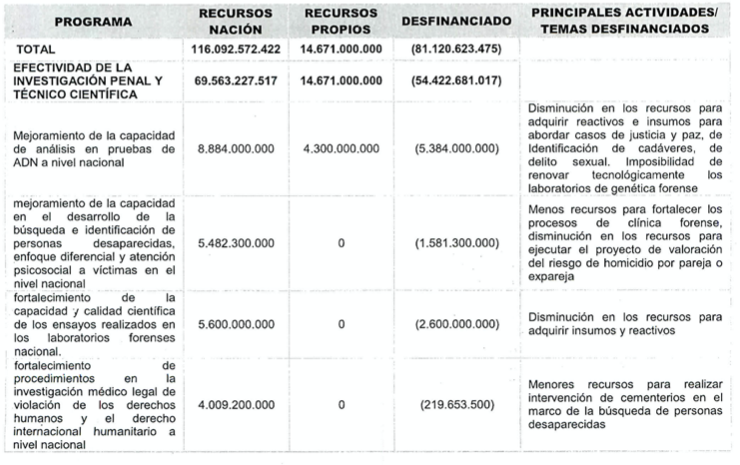 PROGRAMA
RECURSOS
NACIÓN
RECURSOS
PROPIOS
DESFINANCIADO
PRINCIPALES ACTIVIDADES/
TEMAS DESFINANCIADOS
TOTAL
116.092.572.422
14.671.000.000
(81.120.623.475)
EFECTIVIDAD DE LA
INVESTIGACIÓN PENAL Y
TÉCNICO CIENTÍFICA
69.563.227.517
14.671.000.000
(54.422.681.017)
Mejoramiento de la capacidad
de análisis en pruebas de
ADN a nivel nacional
8.884.000.000
4.300.000.000
(5.384.000.000)
Disminución en los recursos para
adquirir reactivos e insumos para
abordar casos de justicia y paz, de
Identificación de cadáveres, de
delito sexual. Imposibilidad de
renovar tecnológicamente los
laboratorios de genética forense
mejoramiento de la capacidad
en el desarrollo de la
búsqueda e identificación de
personas desaparecidas,
enfoque diferencial y atención
psicosocial a víctimas en el
nivel nacional
5.482.300.000
0
(1.581.300.000)
Menos recursos para fortalecer los
procesos de clínica forense,
disminución en los recursos para
ejecutar el proyecto de valoración
del riesgo de homicidio por pareja o
expareja
fortalecimiento de la
capacidad y calidad científica
de los ensayos realizados en
los laboratorios forenses
nacional.
5.600.000.000
0
(2.600.000.000)
Disminución en los recursos para
adquirir insumos y reactivos
fortalecimiento de
procedimientos en la
investigación médico legal de
violación de los derechos
humanos y el derecho
internacional humanitario a
nivel nacional
4.009.200.000
0
(219.653.500)
Menores recursos para realizar
intervención de cementerios en el
marco de la búsqueda de personas
desaparecidas